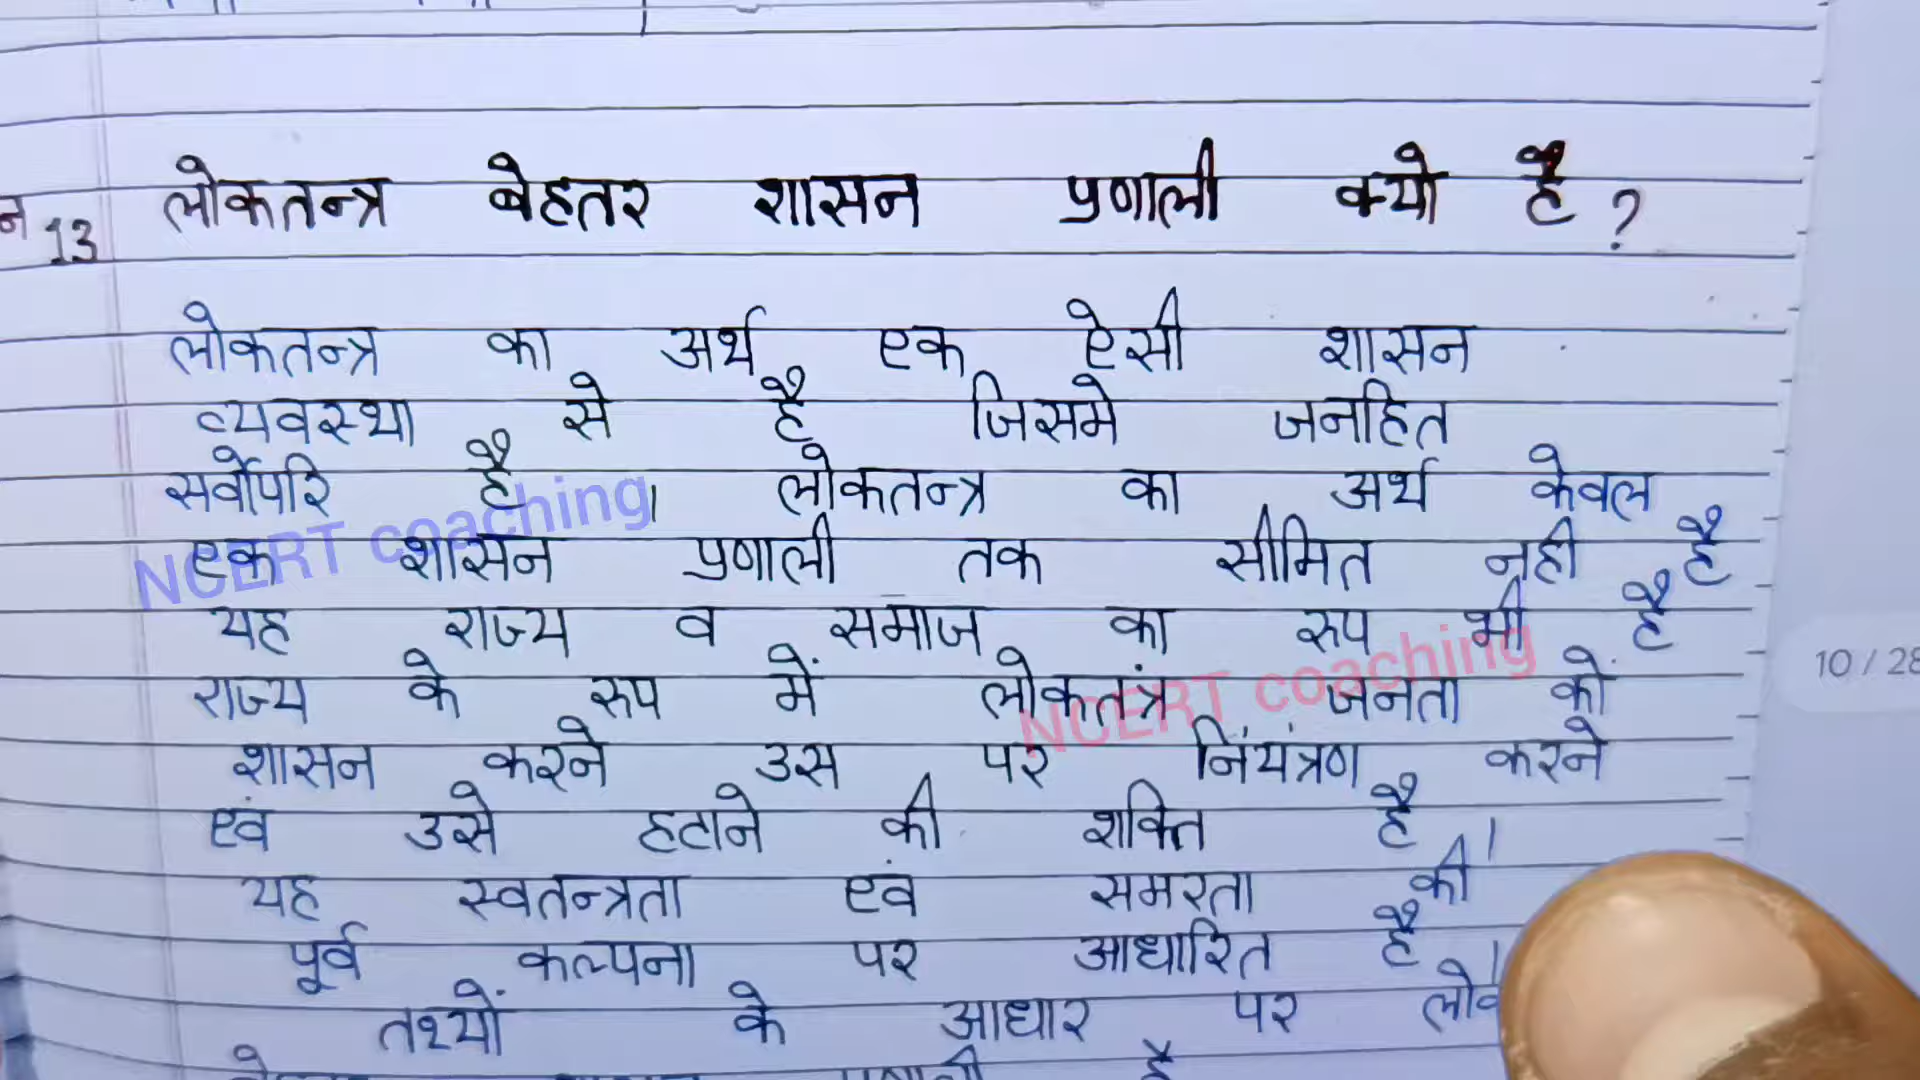 न 13 लोकतन्त्र बेहतर शासन प्रणाली क्यो है ?
लोकतन्त्र का अर्थ एक ऐसी शासन
व्यवस्था से है जिसमे जनहित
सर्वोपरि है । लोकतन्त्र का अर्थ केवल
एक शासन प्रणाली तक सीमित नही है
यह राज्य व समाज का रुप भी है
राज्य के रुप में लोकतंत्र जनता को
शासन करने उस पर नियंत्रण करने
एवं उसे हटाने की शक्ति है ।
यह स्वतन्त्रता एवं समरता की
पूर्व कल्पना पर आधारित है ।
तथ्यों के आधार पर
है
NCERT coaching
NCERT coaching
10 / 28